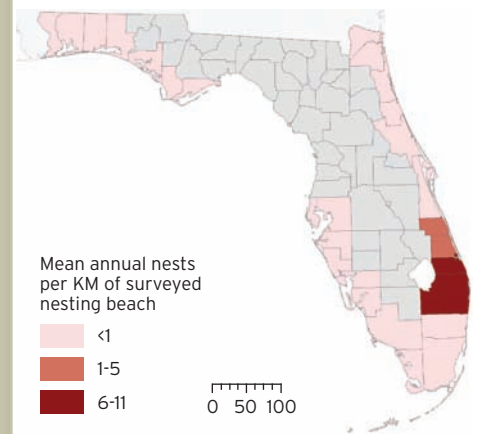 Mean annual nests
per KM of surveyed
nesting beach
<1
1-5
6-11
0 50 100